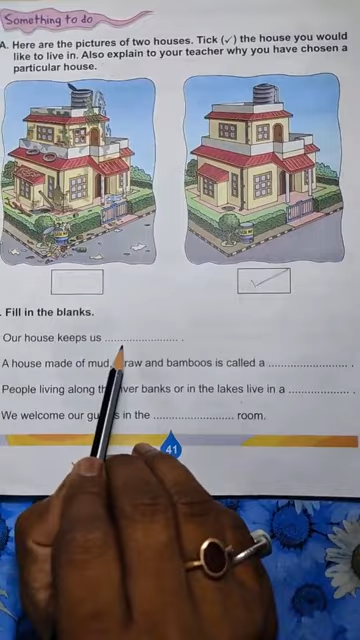 Something to do
A. Here are the pictures of two houses. Tick (✓) the house you would
like to live in. Also explain to your teacher why you have chosen a
particular house.
. Fill in the blanks.
Our house keeps us ........................ .
A house made of mud, raw and bamboos is called a ........................ .
People living along th ver banks or in the lakes live in a .................. .
We welcome our gu s in the ........................ room.
41